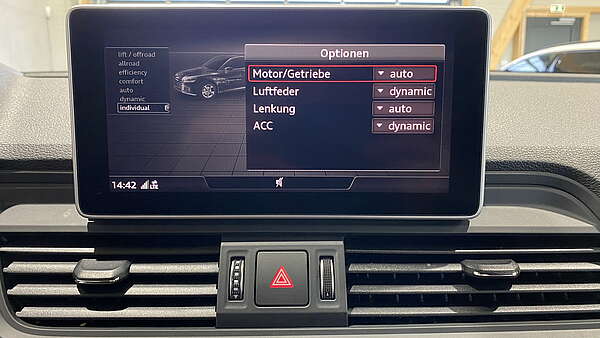 Optionen
lift / offroad
allroad
efficiency
comfort
auto
dynamic
individual
Motor/Getriebe auto
Luftfeder dynamic
Lenkung auto
ACC dynamic
14:42 LTE